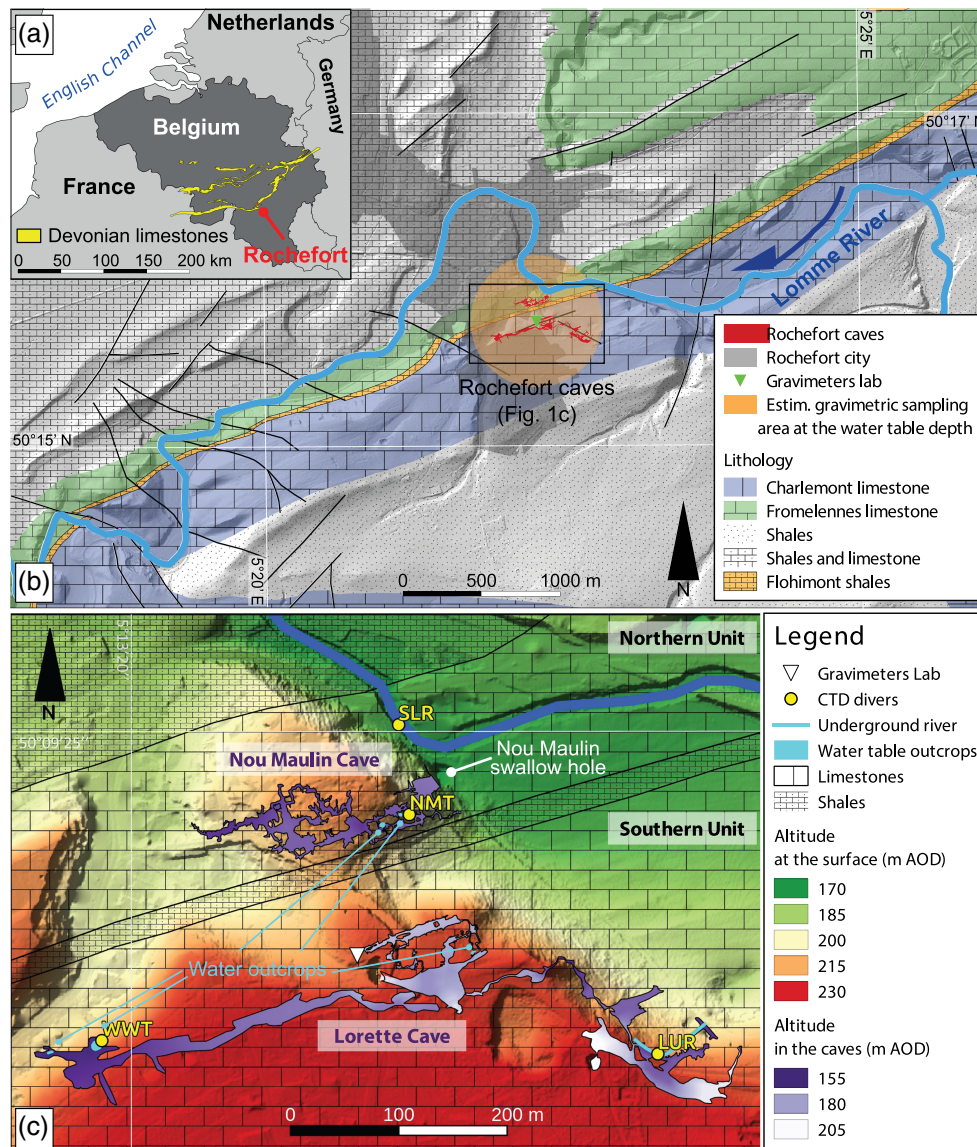 (a)
Netherlands
English Channel
Germany
Belgium
France
Devonian limestones
Rochefort
0 50 100 150 200 km
5°25' E
50°17' N
Lomme River
Rochefort caves
(Fig. 1c)
50°15' N
5°20' E
0 500 1000 m
N
(b)
Rochefort caves
Rochefort city
Gravimeters lab
Estim. gravimetric sampling
area at the water table depth
Lithology
Charlemont limestone
Fromelennes limestone
Shales
Shales and limestone
Flohimont shales
N
5°13'20"
50°09'25"
Northern Unit
SLR
Nou Maulin
swallow hole
Nou Maulin Cave
NMT
Southern Unit
Water outcrops
WWT
Lorette Cave
LUR
0 100 200 m
(c)
Legend
Gravimeters Lab
CTD divers
Underground river
Water table outcrops
Limestones
Shales
Altitude
at the surface (m AOD)
170
185
200
215
230
Altitude
in the caves (m AOD)
155
180
205